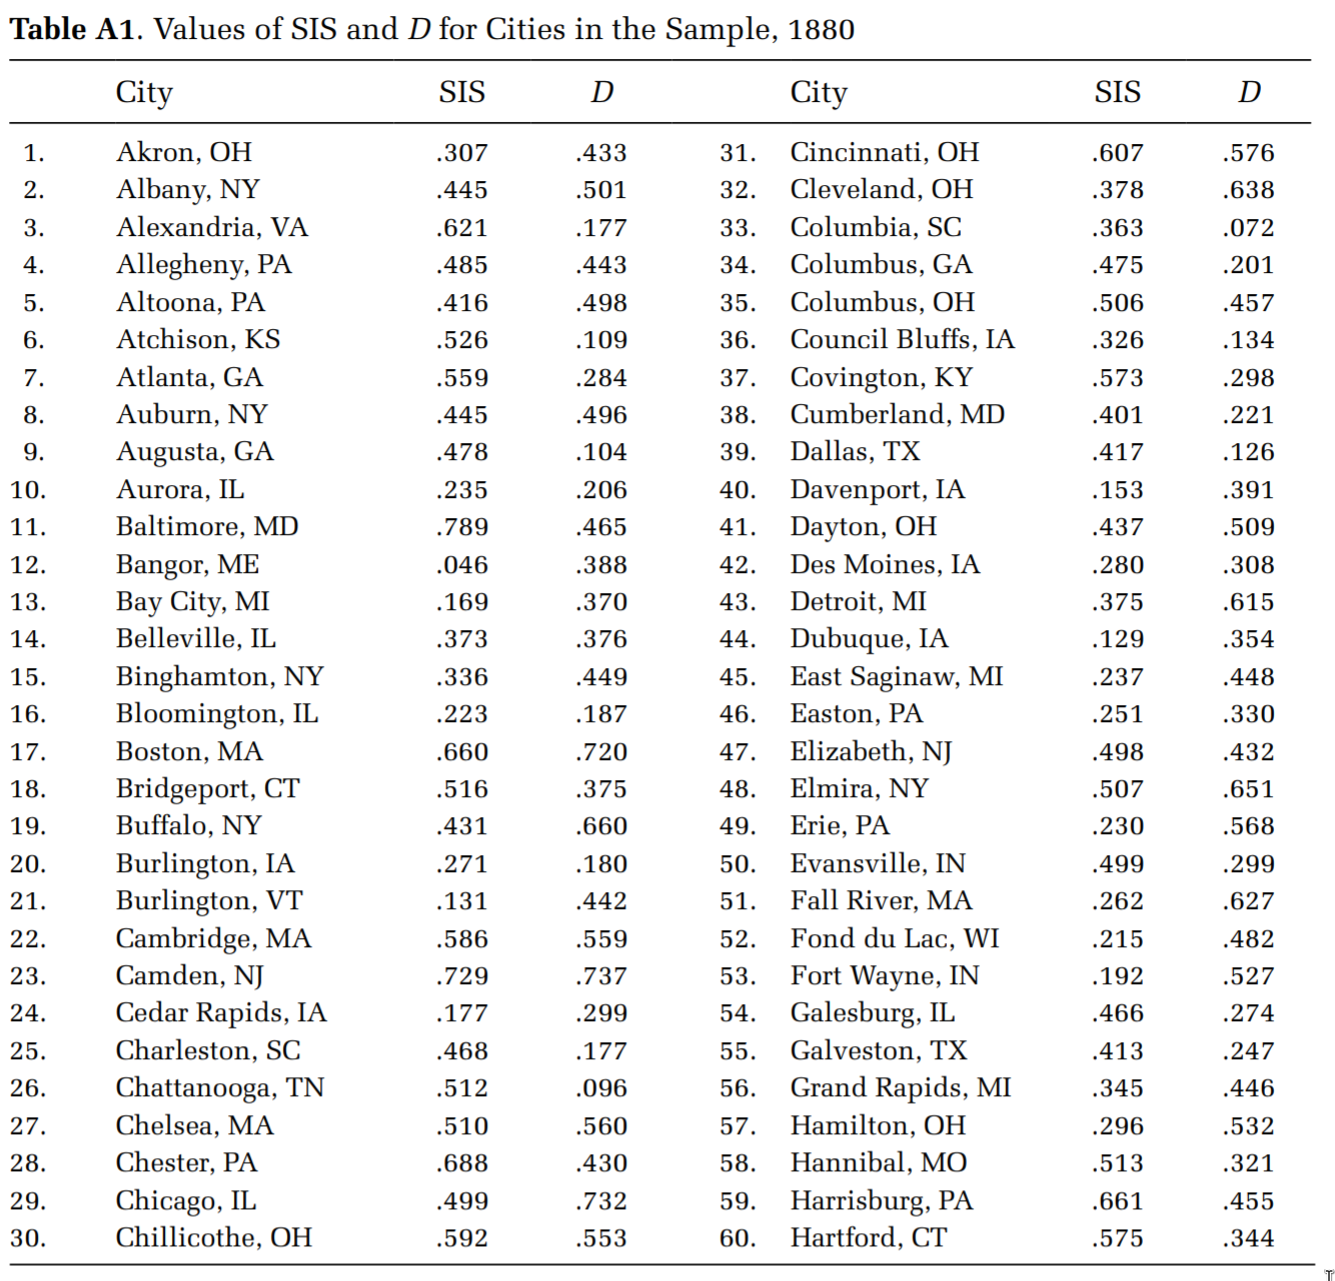 Table A1. Values of SIS and D for Cities in the Sample, 1880
City SIS D City SIS D
1. Akron, OH .307 .433 31. Cincinnati, OH .607 .576
2. Albany, NY .445 .501 32. Cleveland, OH .378 .638
3. Alexandria, VA .621 .177 33. Columbia, SC .363 .072
4. Allegheny, PA .485 .443 34. Columbus, GA .475 .201
5. Altoona, PA .416 .498 35. Columbus, OH .506 .457
6. Atchison, KS .526 .109 36. Council Bluffs, IA .326 .134
7. Atlanta, GA .559 .284 37. Covington, KY .573 .298
8. Auburn, NY .445 .496 38. Cumberland, MD .401 .221
9. Augusta, GA .478 .104 39. Dallas, TX .417 .126
10. Aurora, IL .235 .206 40. Davenport, IA .153 .391
11. Baltimore, MD .789 .465 41. Dayton, OH .437 .509
12. Bangor, ME .046 .388 42. Des Moines, IA .280 .308
13. Bay City, MI .169 .370 43. Detroit, MI .375 .615
14. Belleville, IL .373 .376 44. Dubuque, IA .129 .354
15. Binghamton, NY .336 .449 45. East Saginaw, MI .237 .448
16. Bloomington, IL .223 .187 46. Easton, PA .251 .330
17. Boston, MA .660 .720 47. Elizabeth, NJ .498 .432
18. Bridgeport, CT .516 .375 48. Elmira, NY .507 .651
19. Buffalo, NY .431 .660 49. Erie, PA .230 .568
20. Burlington, IA .271 .180 50. Evansville, IN .499 .299
21. Burlington, VT .131 .442 51. Fall River, MA .262 .627
22. Cambridge, MA .586 .559 52. Fond du Lac, WI .215 .482
23. Camden, NJ .729 .737 53. Fort Wayne, IN .192 .527
24. Cedar Rapids, IA .177 .299 54. Galesburg, IL .466 .274
25. Charleston, SC .468 .177 55. Galveston, TX .413 .247
26. Chattanooga, TN .512 .096 56. Grand Rapids, MI .345 .446
27. Chelsea, MA .510 .560 57. Hamilton, OH .296 .532
28. Chester, PA .688 .430 58. Hannibal, MO .513 .321
29. Chicago, IL .499 .732 59. Harrisburg, PA .661 .455
30. Chillicothe, OH .592 .553 60. Hartford, CT .575 .344